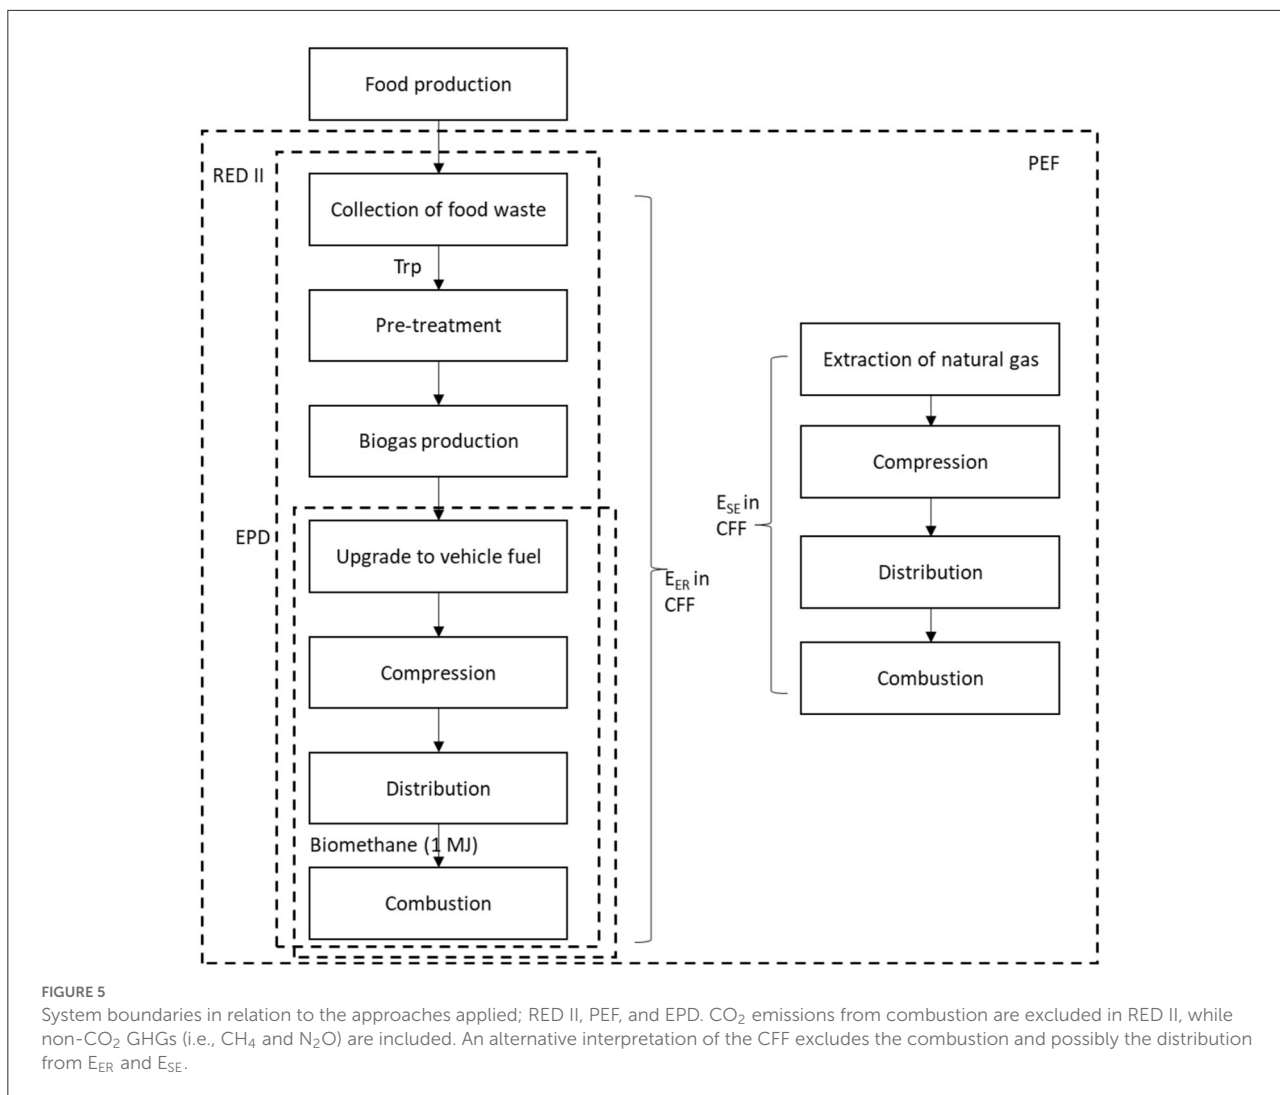 Food production
RED II
PEF
Collection of food waste
Trp
Pre-treatment
Biogas production
EPD
Upgrade to vehicle fuel
Compression
Distribution
Biomethane (1 MJ)
Combustion
E_ER in
CFF
E_SE in
CFF
Extraction of natural gas
Compression
Distribution
Combustion
FIGURE 5
System boundaries in relation to the approaches applied; RED II, PEF, and EPD. CO₂ emissions from combustion are excluded in RED II, while
non-CO₂ GHGs (i.e., CH₄ and N₂O) are included. An alternative interpretation of the CFF excludes the combustion and possibly the distribution
from E_ER and E_SE.